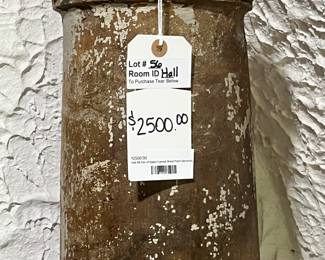 Lot # 56
Room ID Hall
To Purchase Tear Below
$2500.00